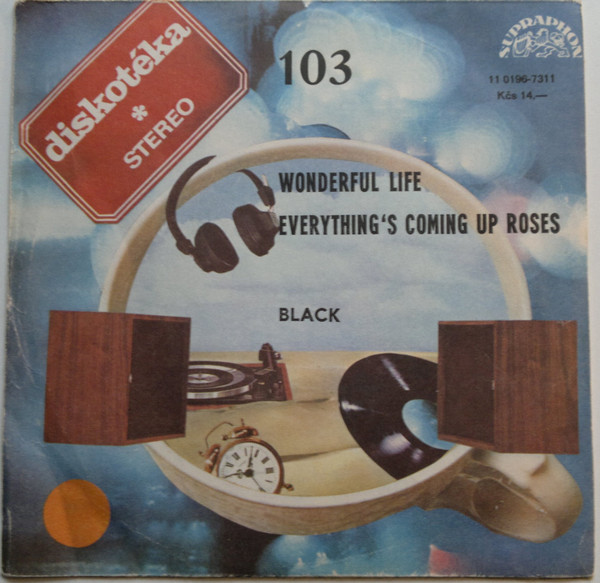 diskotéka
*
STEREO
103
SUPRAPHON
11 0196-7311
Kčs 14,—
WONDERFUL LIFE
EVERYTHING'S COMING UP ROSES
BLACK